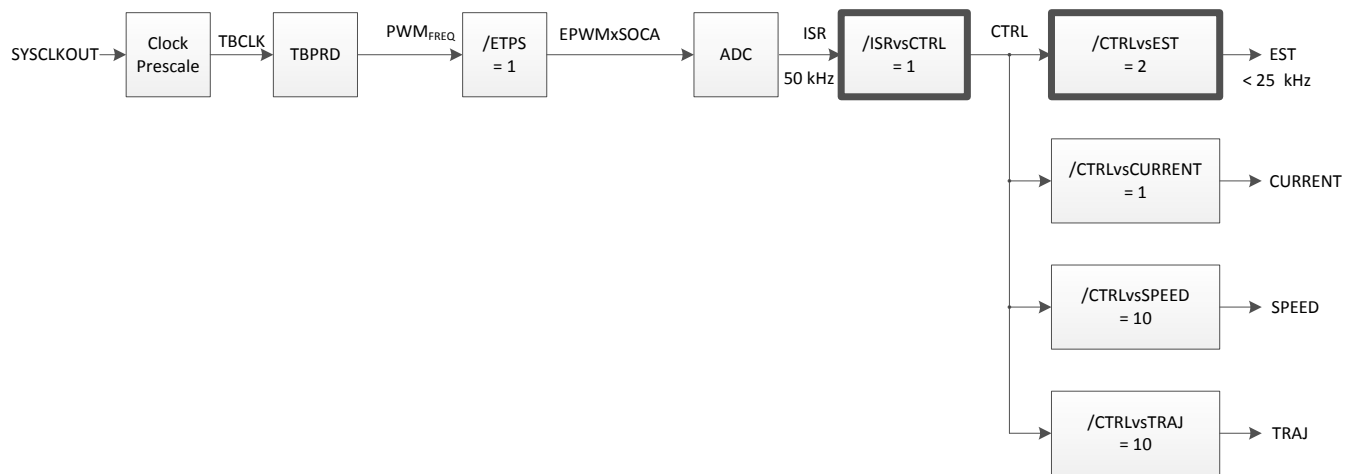 SYSCLKOUT
Clock
Prescale
TBCLK
TBPRD
PWMFREQ
/ETPS
= 1
EPWMxSOCA
ADC
ISR
50 kHz
/ISRvsCTRL
= 1
CTRL
/CTRLvsEST
= 2
EST
< 25 kHz
/CTRLvsCURRENT
= 1
CURRENT
/CTRLvsSPEED
= 10
SPEED
/CTRLvsTRAJ
= 10
TRAJ